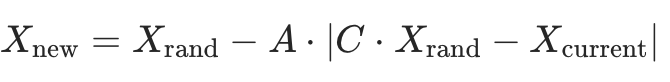 X_new = X_rand − A · |C · X_rand − X_current|